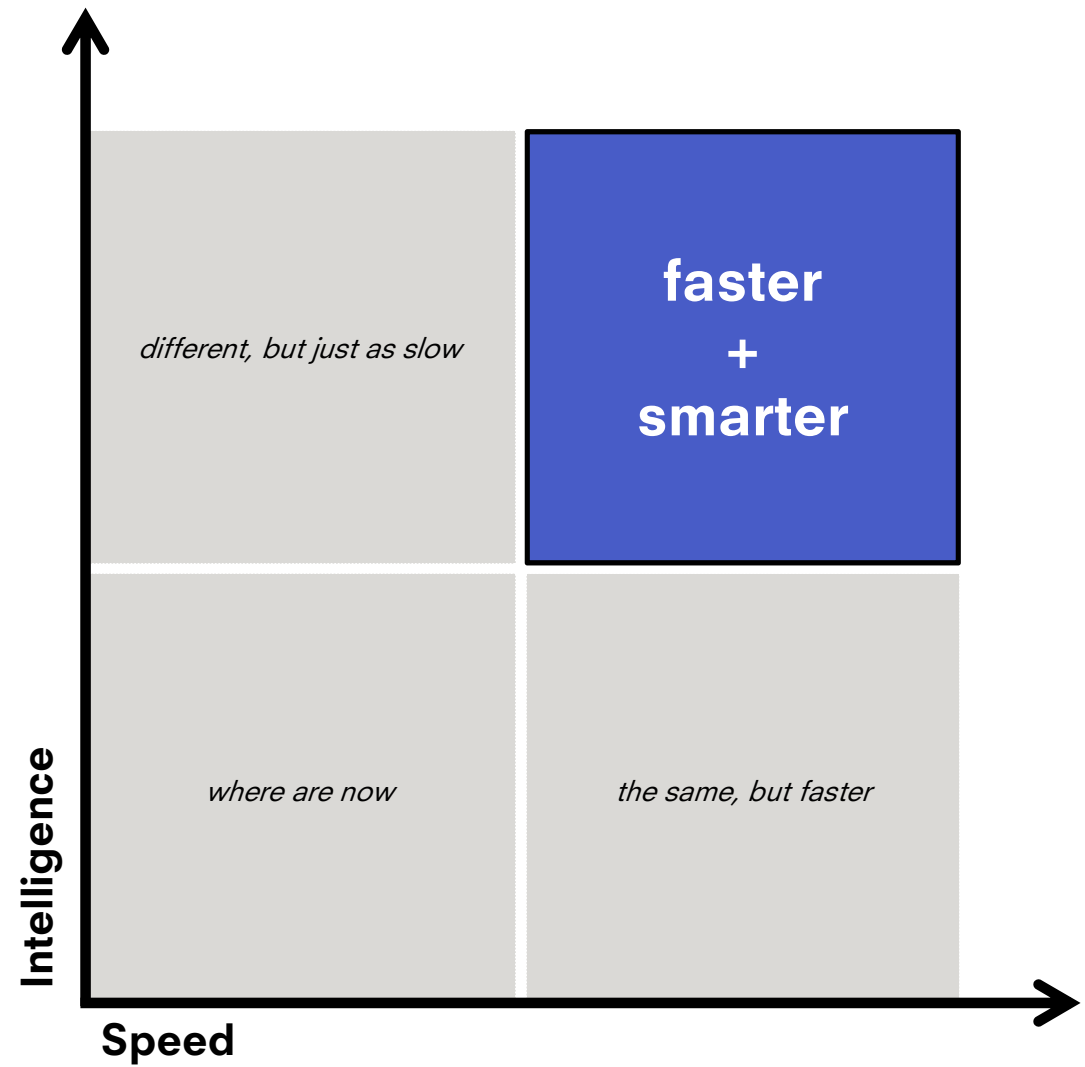 different, but just as slow
faster
+
smarter
where are now
the same, but faster
Intelligence
Speed